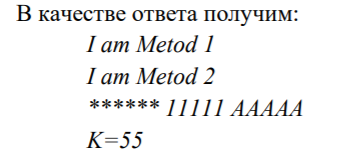 В качестве ответа получим:
I am Metod 1
I am Metod 2
****** 11111 AAAAA
K=55